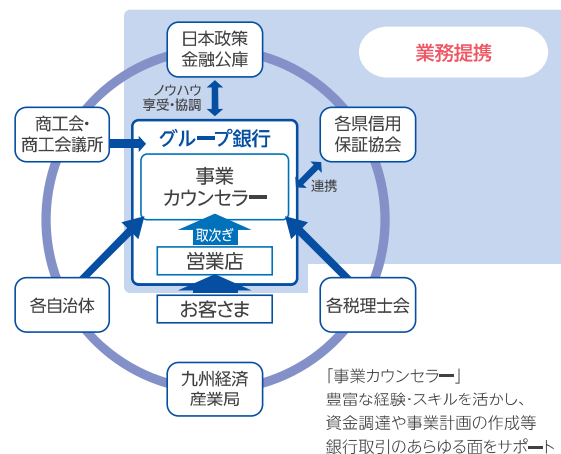 日本政策
金融公庫
業務提携
ノウハウ
享受・協調
商工会・
商工会議所
グループ銀行
各県信用
保証協会
事業
カウンセラー
連携
取次ぎ
営業店
各自治体
お客さま
各税理士会
九州経済
産業局
「事業カウンセラー」
豊富な経験・スキルを活かし、
資金調達や事業計画の作成等
銀行取引のあらゆる面をサポート